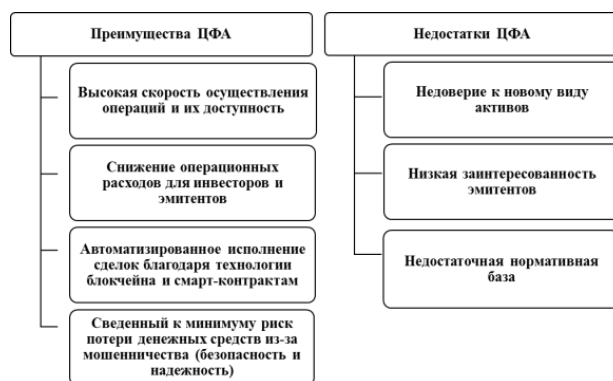 Преимущества ЦФА
Высокая скорость осуществления
операций и их доступность
Снижение операционных
расходов для инвесторов и
эмитентов
Автоматизированное исполнение
сделок благодаря технологии
блокчейна и смарт-контрактам
Сведенный к минимуму риск
потери денежных средств из-за
мошенничества (безопасность и
надежность)
Недостатки ЦФА
Недоверие к новому виду
активов
Низкая заинтересованность
эмитентов
Недостаточная нормативная
база